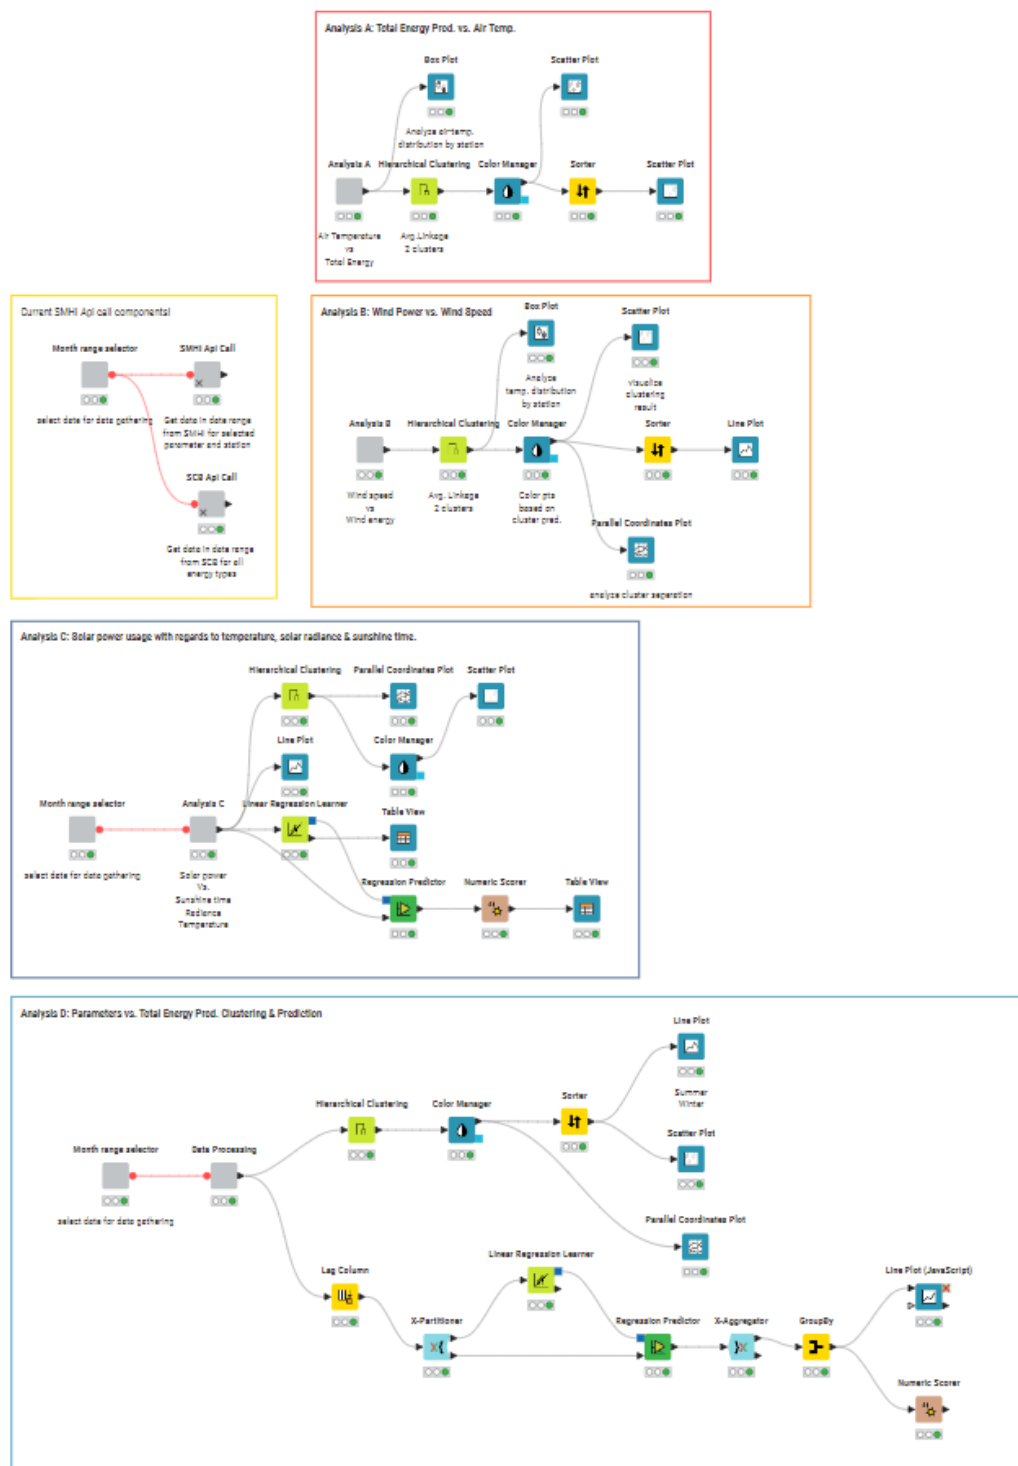 Analysis A: Total Energy Prod. vs. Air Temp.
Box Plot
Scatter Plot
Analyze air-temp.
distribution by station
Analysis A
Hierarchical Clustering
Color Manager
Sorter
Scatter Plot
Air Temperature
vs
Total Energy
Avg.Linkage
2 clusters
Current SMHI Api call components!
Month range selector
SMHI Api Call
select date for data gathering
Get data in date range
from SMHI for selected
parameter and station
SCB Api Call
Get data in date range
from SCB for all
energy types
Analysis B: Wind Power vs. Wind Speed
Box Plot
Scatter Plot
Analyze
temp. distribution
by station
visualize
clustering
result
Analysis B
Hierarchical Clustering
Color Manager
Sorter
Line Plot
Wind speed
vs
Wind energy
Avg. Linkage
2 clusters
Color pts
based on
cluster pred.
Parallel Coordinates Plot
analyze cluster seperation
Analysis C: Solar power usage with regards to temperature, solar radiance & sunshine time.
Hierarchical Clustering
Parallel Coordinates Plot
Scatter Plot
Line Plot
Color Manager
Month range selector
Analysis C
Linear Regression Learner
Table View
select date for data gathering
Solar power
Vs.
Sunshine time
Radience
Temperature
Regression Predictor
Numeric Scorer
Table View
Analysis D: Parameters vs. Total Energy Prod. Clustering & Prediction
Line Plot
Summer
Winter
Hierarchical Clustering
Color Manager
Sorter
Scatter Plot
Month range selector
Data Processing
select date for data gathering
Parallel Coordinates Plot
Linear Regression Learner
Lag Column
Line Plot (JavaScript)
X-Partitioner
Regression Predictor
X-Aggregator
GroupBy
Numeric Scorer